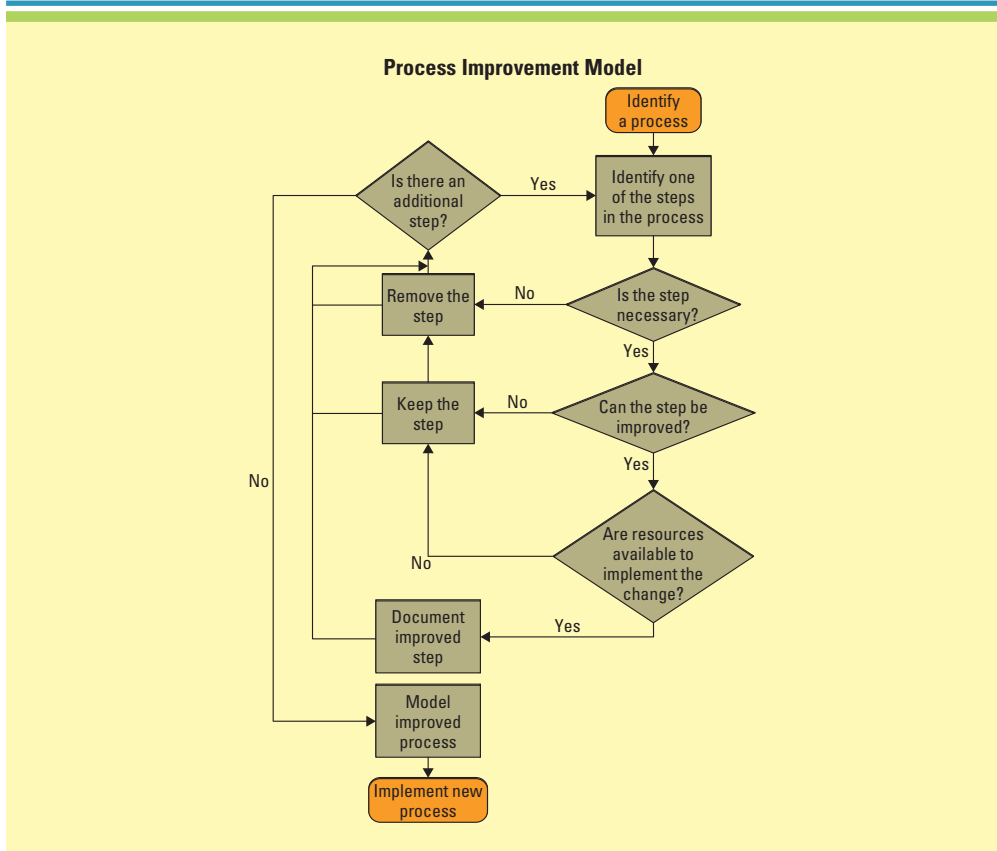 Process Improvement Model
Identify
a process
Is there an
additional
step?
Yes
Identify one
of the steps
in the process
Remove the
step
No
Is the step
necessary?
Yes
Keep the
step
No
Can the step be
improved?
Yes
No
Are resources
available to
implement the
change?
No
Document
improved
step
Yes
Model
improved
process
Implement new
process